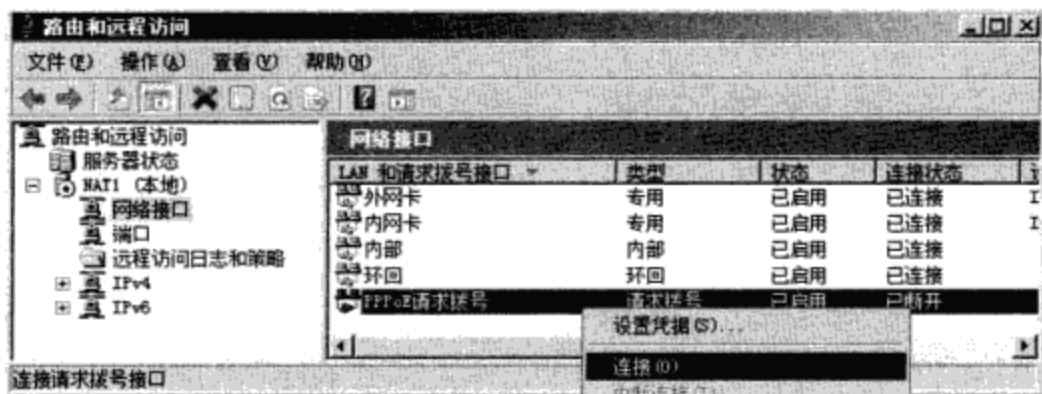 路由和远程访问
文件(F) 操作(A) 查看(V) 帮助(H)
路由和远程访问
服务器状态
NAT1 (本地)
网络接口
端口
远程访问日志和策略
IPv4
IPv6
网络接口
LAN 和请求拨号接口 类型 状态 连接状态
外网卡 专用 已启用 已连接
内网卡 专用 已启用 已连接
内部 内部 已启用 已连接
环回 环回 已启用 已连接
PPPoE请求拨号 请求拨号 已启用 已断开
设置凭据(S)...
连接(O)
连接请求拨号接口